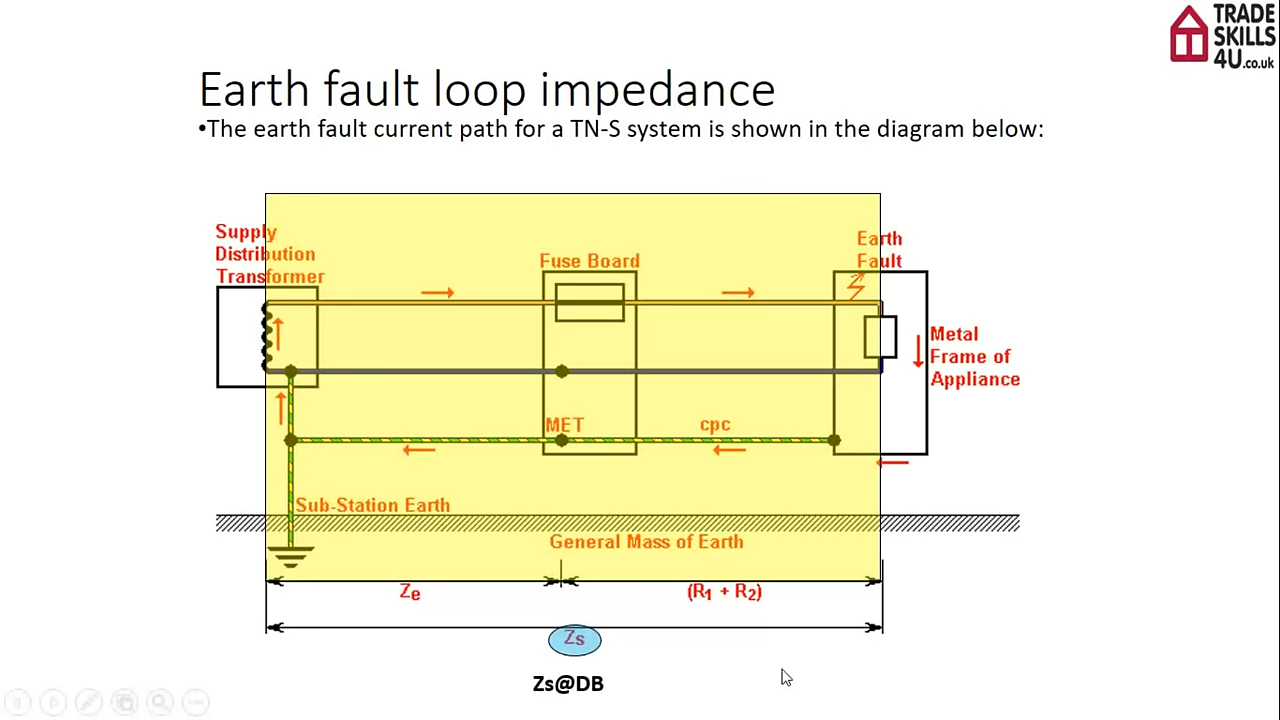 TRADE
SKILLS
4U.co.uk
Earth fault loop impedance
•The earth fault current path for a TN-S system is shown in the diagram below:
Supply
Distribution
Transformer
Fuse Board
Earth
Fault
Metal
Frame of
Appliance
MET
cpc
Sub-Station Earth
General Mass of Earth
Ze
(R1 + R2)
Zs
Zs@DB